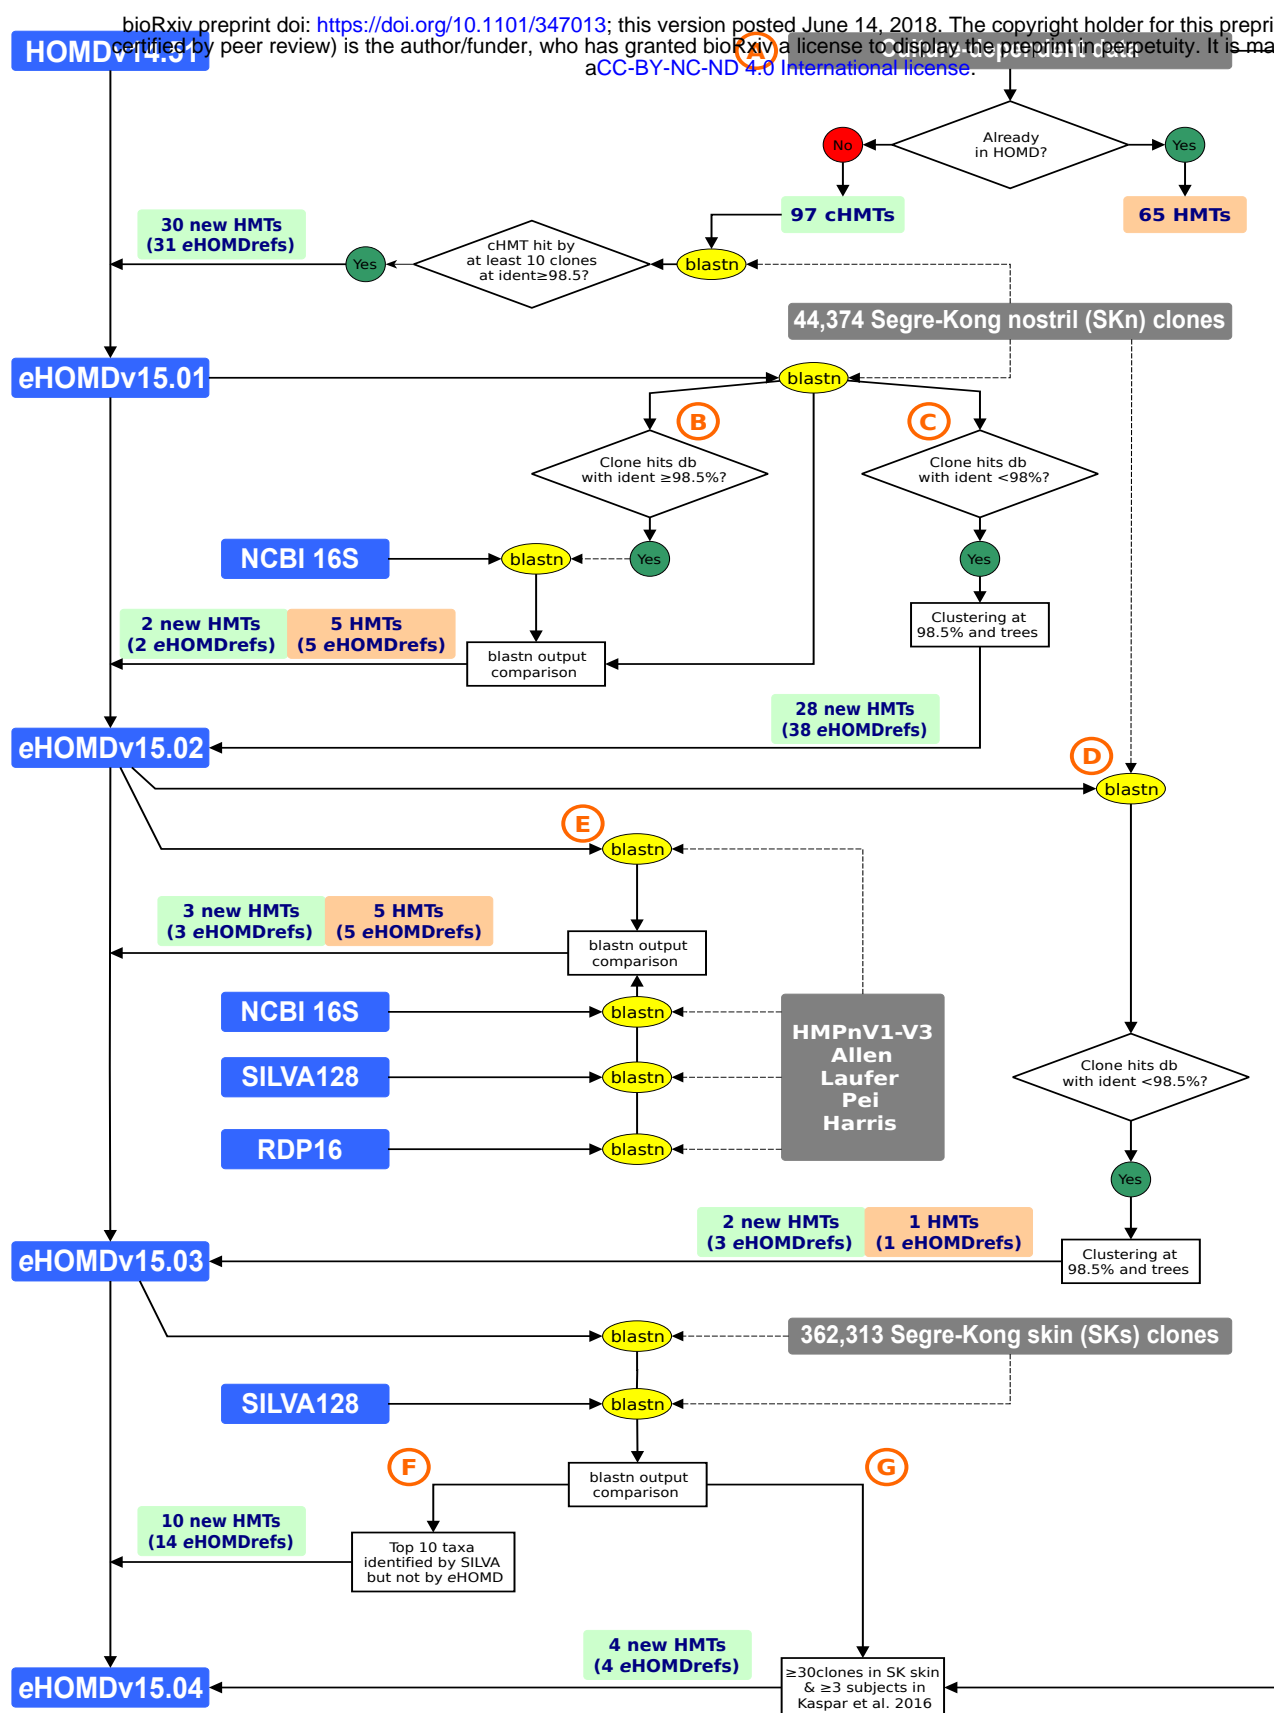 bioRxiv preprint doi: https://doi.org/10.1101/347013; this version posted June 14, 2018. The copyright holder for this prepri
certified by peer review) is the author/funder, who has granted bioRxiv a license to display the preprint in perpetuity. It is ma
aCC-BY-NC-ND 4.0 International license.
HOMDv14.51
A
Culture-dependent data
Already
in HOMD?
No
Yes
97 cHMTs
65 HMTs
30 new HMTs
(31 eHOMDrefs)
Yes
cHMT hit by
at least 10 clones
at ident≥98.5?
blastn
44,374 Segre-Kong nostril (SKn) clones
eHOMDv15.01
blastn
B
C
Clone hits db
with ident ≥98.5%?
Clone hits db
with ident <98%?
NCBI 16S
blastn
Yes
Yes
Clustering at
98.5% and trees
2 new HMTs
(2 eHOMDrefs)
5 HMTs
(5 eHOMDrefs)
blastn output
comparison
28 new HMTs
(38 eHOMDrefs)
eHOMDv15.02
D
blastn
E
blastn
3 new HMTs
(3 eHOMDrefs)
5 HMTs
(5 eHOMDrefs)
blastn output
comparison
NCBI 16S
blastn
SILVA128
blastn
RDP16
blastn
HMPnV1-V3
Allen
Laufer
Pei
Harris
Clone hits db
with ident <98.5%?
Yes
2 new HMTs
(3 eHOMDrefs)
1 HMTs
(1 eHOMDrefs)
Clustering at
98.5% and trees
eHOMDv15.03
blastn
362,313 Segre-Kong skin (SKs) clones
SILVA128
blastn
F
blastn output
comparison
G
10 new HMTs
(14 eHOMDrefs)
Top 10 taxa
identified by SILVA
but not by eHOMD
4 new HMTs
(4 eHOMDrefs)
≥30clones in SK skin
& ≥3 subjects in
Kaspar et al. 2016
eHOMDv15.04